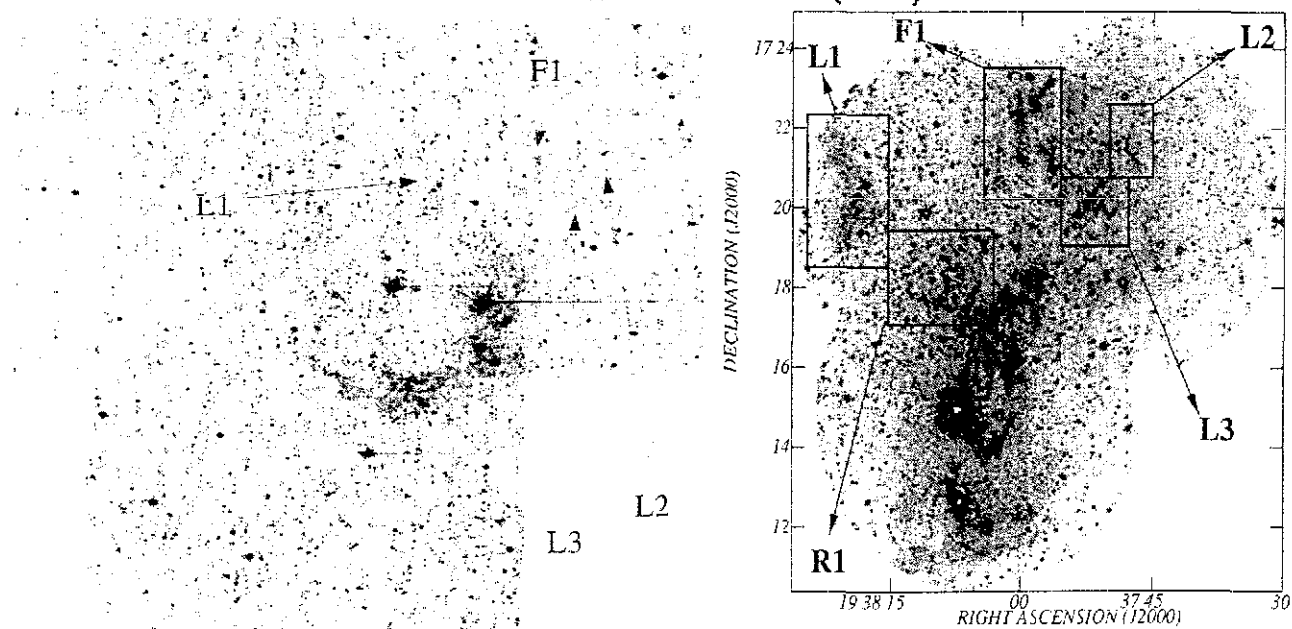 F1
L1
L2
L3
F1
L2
L1
17 24
22
20
18
16
14
12
DECLINATION (J2000)
L3
R1
19 38 15
00
37 45
30
RIGHT ASCENSION (J2000)